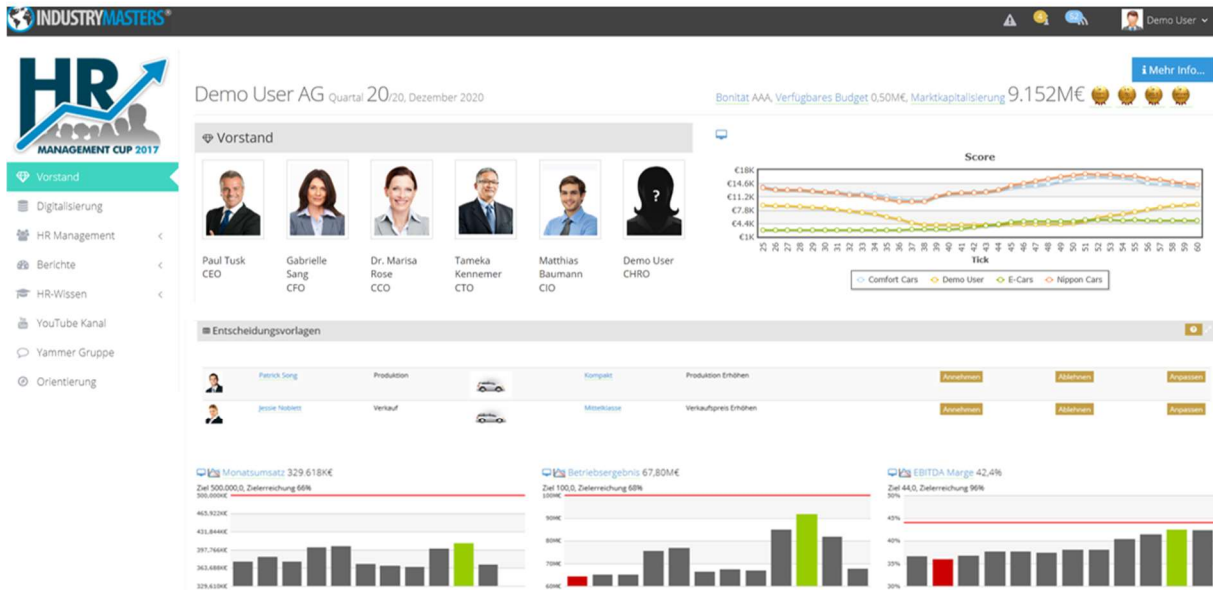 INDUSTRYMASTERS®
Demo User
HR
MANAGEMENT CUP 2017
Vorstand
Digitalisierung
HR Management
Berichte
HR-Wissen
YouTube Kanal
Yammer Gruppe
Orientierung
Mehr Info...
Demo User AG Quartal 20/20, Dezember 2020
Bonität AAA, Verfügbares Budget 0,50M€, Marktkapitalisierung 9.152M€
Vorstand
Paul Tusk
CEO
Gabrielle
Sang
CFO
Dr. Marisa
Rose
CCO
Tameka
Kennemer
CTO
Matthias
Baumann
CIO
?
Demo User
CHRO
Score
€18K
€14.6K
€11.2K
€7.8K
€4.4K
€1K
25 26 27 28 29 30 31 32 33 34 35 36 37 38 39 40 41 42 43 44 45 46 47 48 49 50 51 52 53 54 55 56 57 58 59 60
Tick
Comfort Cars Demo User E-Cars Nippon Cars
Entscheidungsvorlagen
Patrick Song Produktion Kompakt Produktion Erhöhen Annehmen Ablehnen Anpassen
Jessie Noblett Verkauf Mittelklasse Verkaufspreis Erhöhen Annehmen Ablehnen Anpassen
Monatsumsatz 329.618K€
Ziel 500.000,0, Zielerreichung 66%
500.000K€
465.922K€
431.844K€
397.766K€
363.688K€
329.610K€
Betriebsergebnis 67,80M€
Ziel 100,0, Zielerreichung 68%
100M€
90M€
80M€
70M€
60M€
EBITDA Marge 42,4%
Ziel 44,0, Zielerreichung 96%
50%
45%
40%
35%
30%